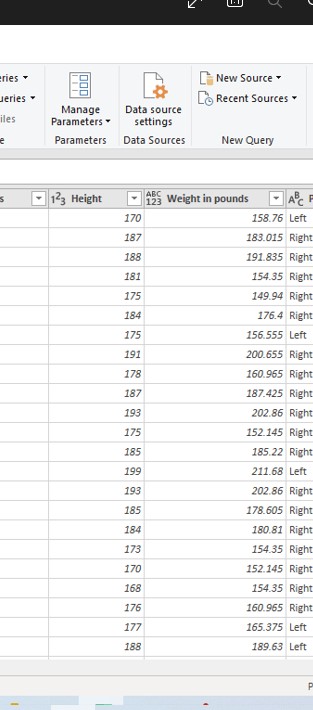 eries
Manage Parameters
Data source settings
New Source
ueries
Recent Sources
iles
e
Parameters
Data Sources
New Query
s
1 2 3 Height
ABC 123 Weight in pounds
ABC P
170 158.76 Left
187 183.015 Right
188 191.835 Right
181 154.35 Right
175 149.94 Right
184 176.4 Right
175 156.555 Left
191 200.655 Right
178 160.965 Right
187 187.425 Right
193 202.86 Right
175 152.145 Right
185 185.22 Right
199 211.68 Left
193 202.86 Right
185 178.605 Right
184 180.81 Right
173 154.35 Right
170 152.145 Right
168 154.35 Right
176 160.965 Right
177 165.375 Left
188 189.63 Left
P